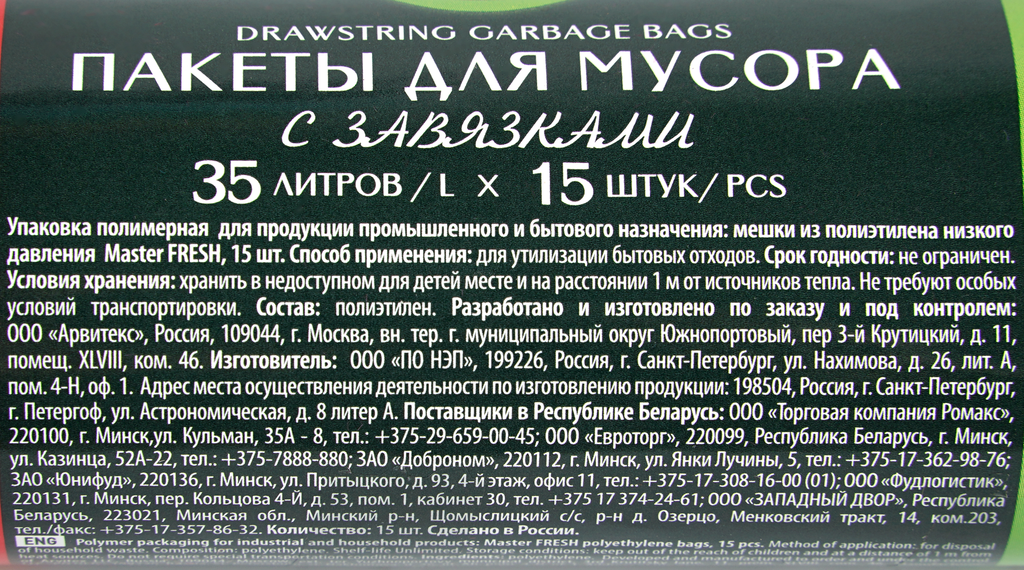 DRAWSTRING GARBAGE BAGS
ПАКЕТЫ ДЛЯ МУСОРА
С ЗАВЯЗКАМИ
35 ЛИТРОВ / L X 15 ШТУК/ PCS
Упаковка полимерная для продукции промышленного и бытового назначения: мешки из полиэтилена низкого
давления Master FRESH, 15 шт. Способ применения: для утилизации бытовых отходов. Срок годности: не ограничен.
Условия хранения: хранить в недоступном для детей месте и на расстоянии 1 м от источников тепла. Не требуют особых
условий транспортировки. Состав: полиэтилен. Разработано и изготовлено по заказу и под контролем:
ООО «Арвитекс», Россия, 109044, г. Москва, вн. тер. г. муниципальный округ Южнопортовый, пер 3-й Крутицкий, д. 11,
помещ. XLVIII, ком. 46. Изготовитель: ООО «ПО НЭП», 199226, Россия, г. Санкт-Петербург, ул. Нахимова, д. 26, лит. А,
пом. 4-Н, оф. 1. Адрес места осуществления деятельности по изготовлению продукции: 198504, Россия, г. Санкт-Петербург,
г. Петергоф, ул. Астрономическая, д. 8 литер А. Поставщики в Республике Беларусь: ООО «Торговая компания Ромакс»,
220100, г. Минск,ул. Кульман, 35А - 8, тел.: +375-29-659-00-45; ООО «Евроторг», 220099, Республика Беларусь, г. Минск,
ул. Казинца, 52А-22, тел.: +375-7888-880; ЗАО «Доброном», 220112, г. Минск, ул. Янки Лучины, 5, тел.: +375-17-362-98-76;
ЗАО «Юнифуд», 220136, г. Минск, ул. Притыцкого, д. 93, 4-й этаж, офис 11, тел.: +375-17-308-16-00 (01); ООО «Фудлогистик»,
220131, г. Минск, пер. Кольцова 4-Й, д. 53, пом. 1, кабинет 30, тел. +375 17 374-24-61; ООО «ЗАПАДНЫЙ ДВОР», Республика
Беларусь, 223021, Минская обл., Минский р-н, Щомыслицкий с/с, р-н д. Озерцо, Менковский тракт, 14, ком.203,
тел./факс: +375-17-357-86-32. Количество: 15 шт. Сделано в России.
ENG Polymer packaging for industrial and household products: Master FRESH polyethylene bags, 15 pcs. Method of application: for disposal
of household waste. Composition: polyethylene. Shelf-life Unlimited. Storage conditions: keep out of the reach of children and at a distance of 1 m from